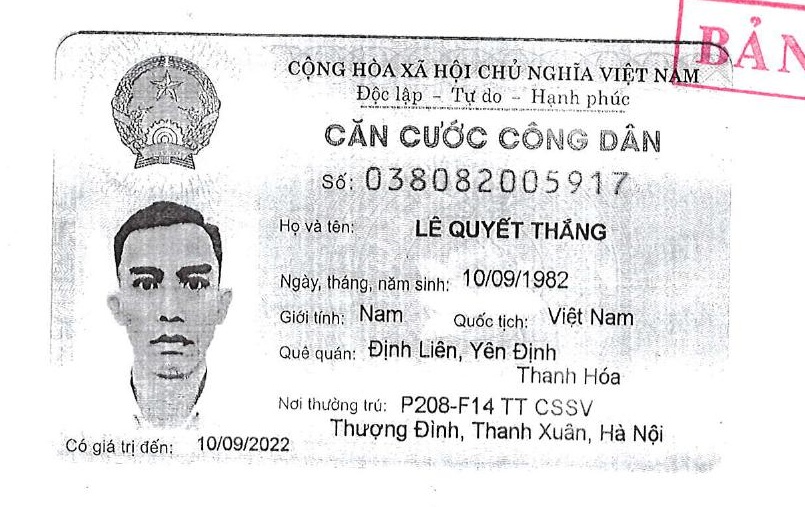 BẢN
CỘNG HÒA XÃ HỘI CHỦ NGHĨA VIỆT NAM
Độc lập - Tự do - Hạnh phúc
CĂN CƯỚC CÔNG DÂN
Số: 038082005917
Họ và tên: LÊ QUYẾT THẮNG
Ngày, tháng, năm sinh: 10/09/1982
Giới tính: Nam Quốc tịch: Việt Nam
Quê quán: Định Liên, Yên Định
Thanh Hóa
Nơi thường trú: P208-F14 TT CSSV
Thượng Đình, Thanh Xuân, Hà Nội
Có giá trị đến: 10/09/2022